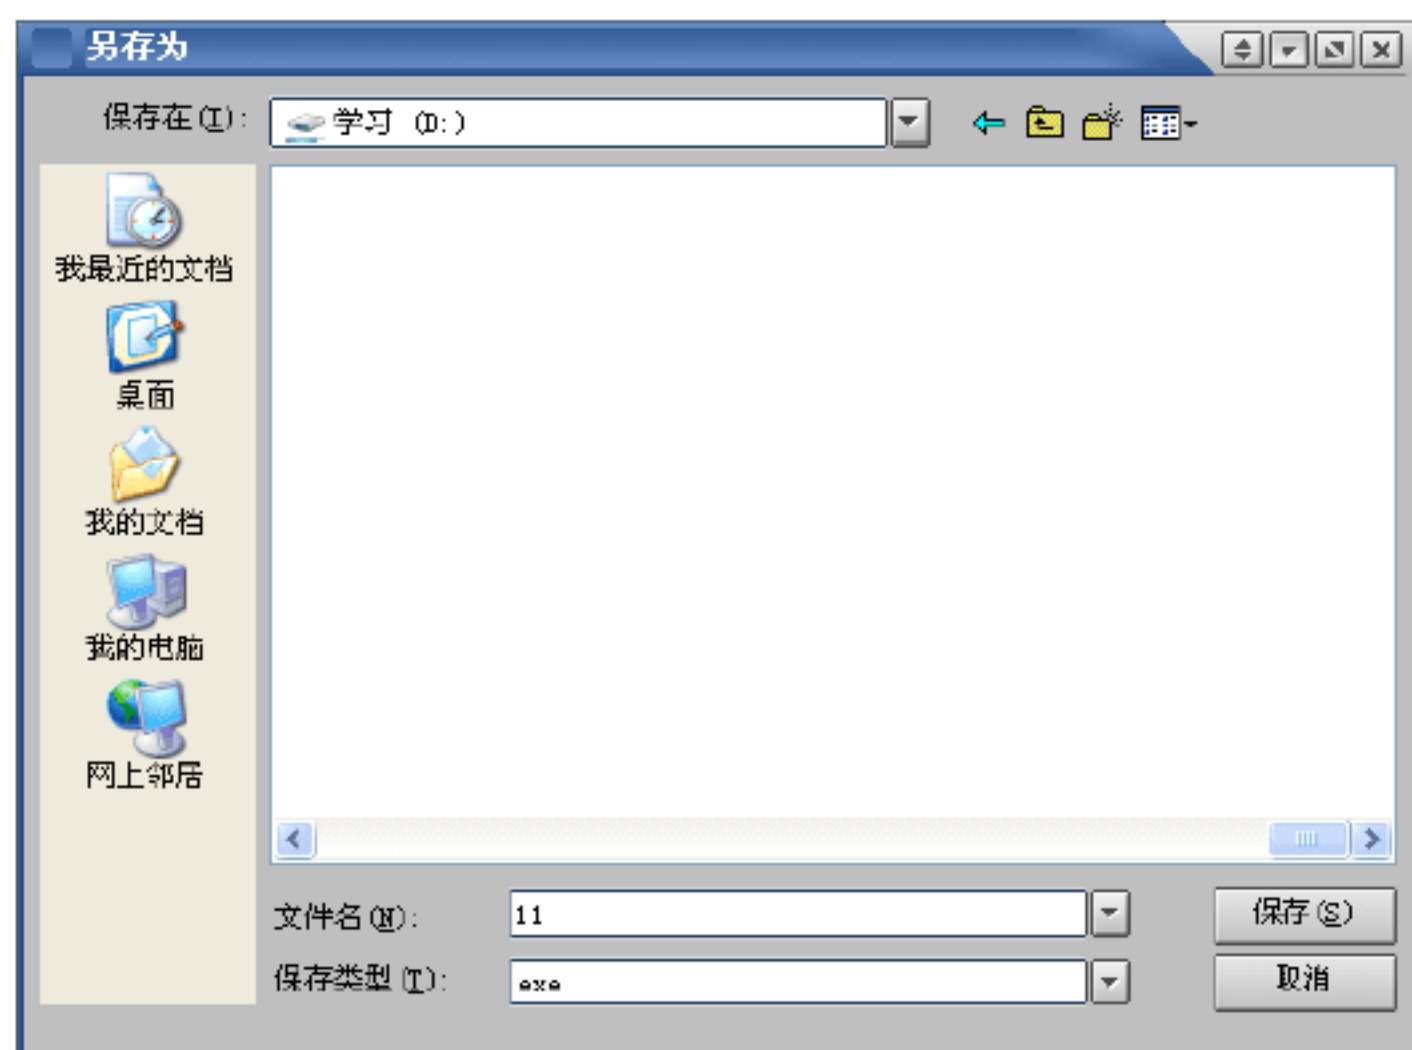 另存为
保存在(I):
学习 (D:)
我最近的文档
桌面
我的文档
我的电脑
网上邻居
文件名(N):
11
保存(S)
保存类型(T):
exe
取消